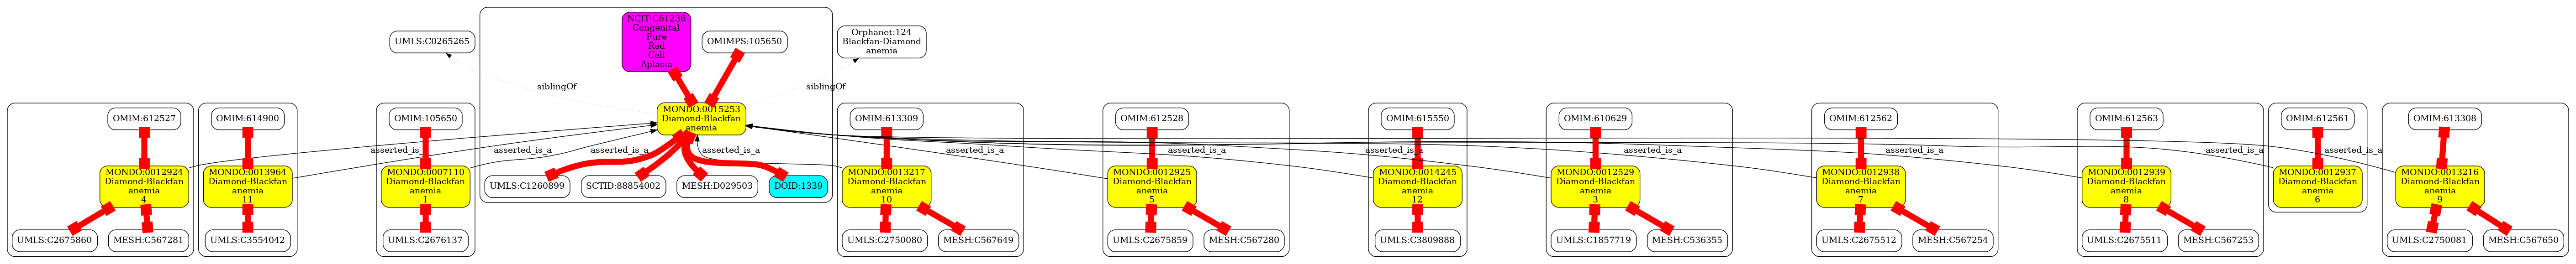 NCIT:C61236
Congenital
Pure
Red
Cell
Aplasia
UMLS:C0265265
OMIMPS:105650
Orphanet:124
Blackfan-Diamond
anemia
siblingOf
siblingOf
MONDO:0015253
Diamond-Blackfan
anemia
OMIM:612527
OMIM:614900
OMIM:105650
OMIM:613309
OMIM:612528
OMIM:615550
OMIM:610629
OMIM:612562
OMIM:612563
OMIM:612561
OMIM:613308
asserted_is_a
asserted_is_a
asserted_is_a
asserted_is_a
asserted_is_a
asserted_is_a
asserted_is_a
asserted_is_a
asserted_is_a
asserted_is_a
asserted_is_a
MONDO:0012924
Diamond-Blackfan
anemia
4
MONDO:0013964
Diamond-Blackfan
anemia
11
MONDO:0007110
Diamond-Blackfan
anemia
1
UMLS:C1260899
SCTID:88854002
MESH:D029503
DOID:1339
MONDO:0013217
Diamond-Blackfan
anemia
10
MONDO:0012925
Diamond-Blackfan
anemia
5
MONDO:0014245
Diamond-Blackfan
anemia
12
MONDO:0012529
Diamond-Blackfan
anemia
3
MONDO:0012938
Diamond-Blackfan
anemia
7
MONDO:0012939
Diamond-Blackfan
anemia
8
MONDO:0012937
Diamond-Blackfan
anemia
6
MONDO:0013216
Diamond-Blackfan
anemia
9
UMLS:C2675860
MESH:C567281
UMLS:C3554042
UMLS:C2676137
UMLS:C2750080
MESH:C567649
UMLS:C2675859
MESH:C567280
UMLS:C3809888
UMLS:C1857719
MESH:C536355
UMLS:C2675512
MESH:C567254
UMLS:C2675511
MESH:C567253
UMLS:C2750081
MESH:C567650